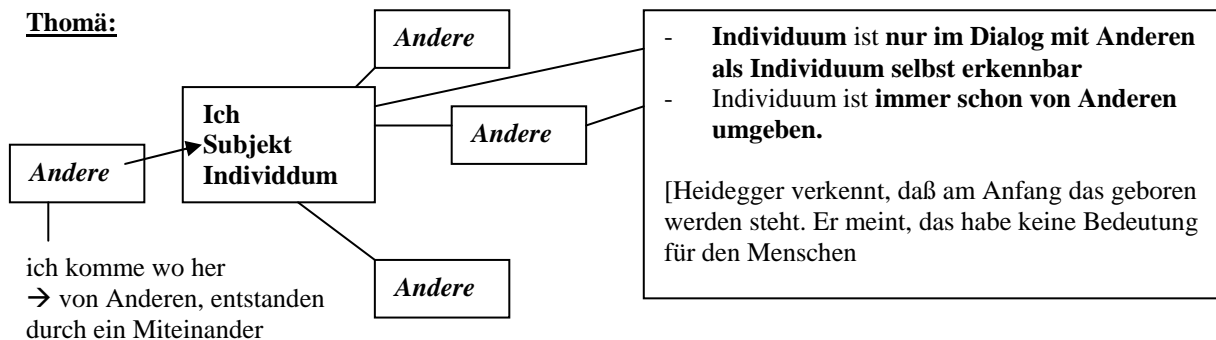 Thomä:
Andere
Ich
Subjekt
Individdum
Andere
Andere
Andere
ich komme wo her
→ von Anderen, entstanden
durch ein Miteinander
- Individuum ist nur im Dialog mit Anderen
als Individuum selbst erkennbar
- Individuum ist immer schon von Anderen
umgeben.
[Heidegger verkennt, daß am Anfang das geboren
werden steht. Er meint, das habe keine Bedeutung
für den Menschen